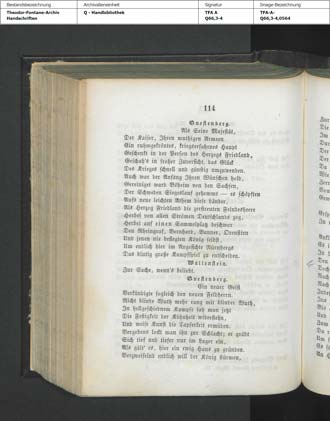 Bestandsbezeichnung
Theodor-Fontane-Archiv
Handschriften
Archivalieneinheit
Q - Handbibliothek
Signatur
TFA A
Q66,3-4
Image-Bezeichnung
TFA-A-
Q66,3-4,0564
114
Questenberg.
Als Seine Majestät,
Der Kaiser, Ihren muthigen Armeen
Ein ruhmgekröntes, kriegserfahrnes Haupt
Geschenkt in der Person des Herzogs Friedland,
Geschah's in froher Zuversicht, das Glück
Des Krieges schnell und günstig umzuwenden.
Auch war der Anfang Ihren Wünschen hold,
Gereiniget ward Böheim von den Sachsen,
Der Schweden Siegeslauf gehemmt — es schöpften
Aufs neue leichten Athem diese Länder,
Als Herzog Friedland die zerstreuten Feindesheere
Herbei von allen Strömen Deutschlands zog,
Herbei auf einen Sammelplatz beschwor
Den Rheingraf, Bernhard, Banner, Oxenstirn
Und jenen nie besiegten König selbst,
Um endlich hier im Angesichte Nürnbergs
Das blutig große Kampfspiel zu entscheiden.
Wallenstein.
Zur Sache, wenn's beliebt.
Questenberg.
Ein neuer Geist
Verkündigte sogleich den neuen Feldherrn.
Nicht blinde Wuth mehr rang mit blinder Wuth,
In hellgeschiednem Kampfe sah man jetzt
Die Festigkeit der Kühnheit widerstehn,
Und weise Kunst die Tapferkeit ermüden.
Vergebens lockt man ihn zur Schlacht; er gräbt
Sich tief und tiefer nur im Lager ein,
Als gält' es, hier ein ewig Haus zu gründen.
Verzweifelnd endlich will der König stürmen,